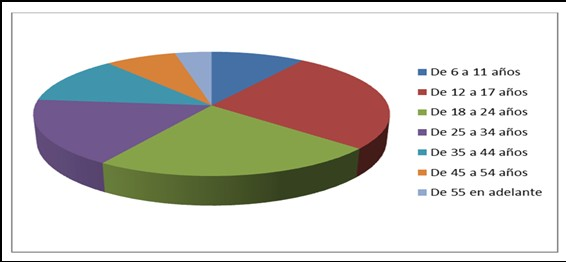 De 6 a 11 años
De 12 a 17 años
De 18 a 24 años
De 25 a 34 años
De 35 a 44 años
De 45 a 54 años
De 55 en adelante